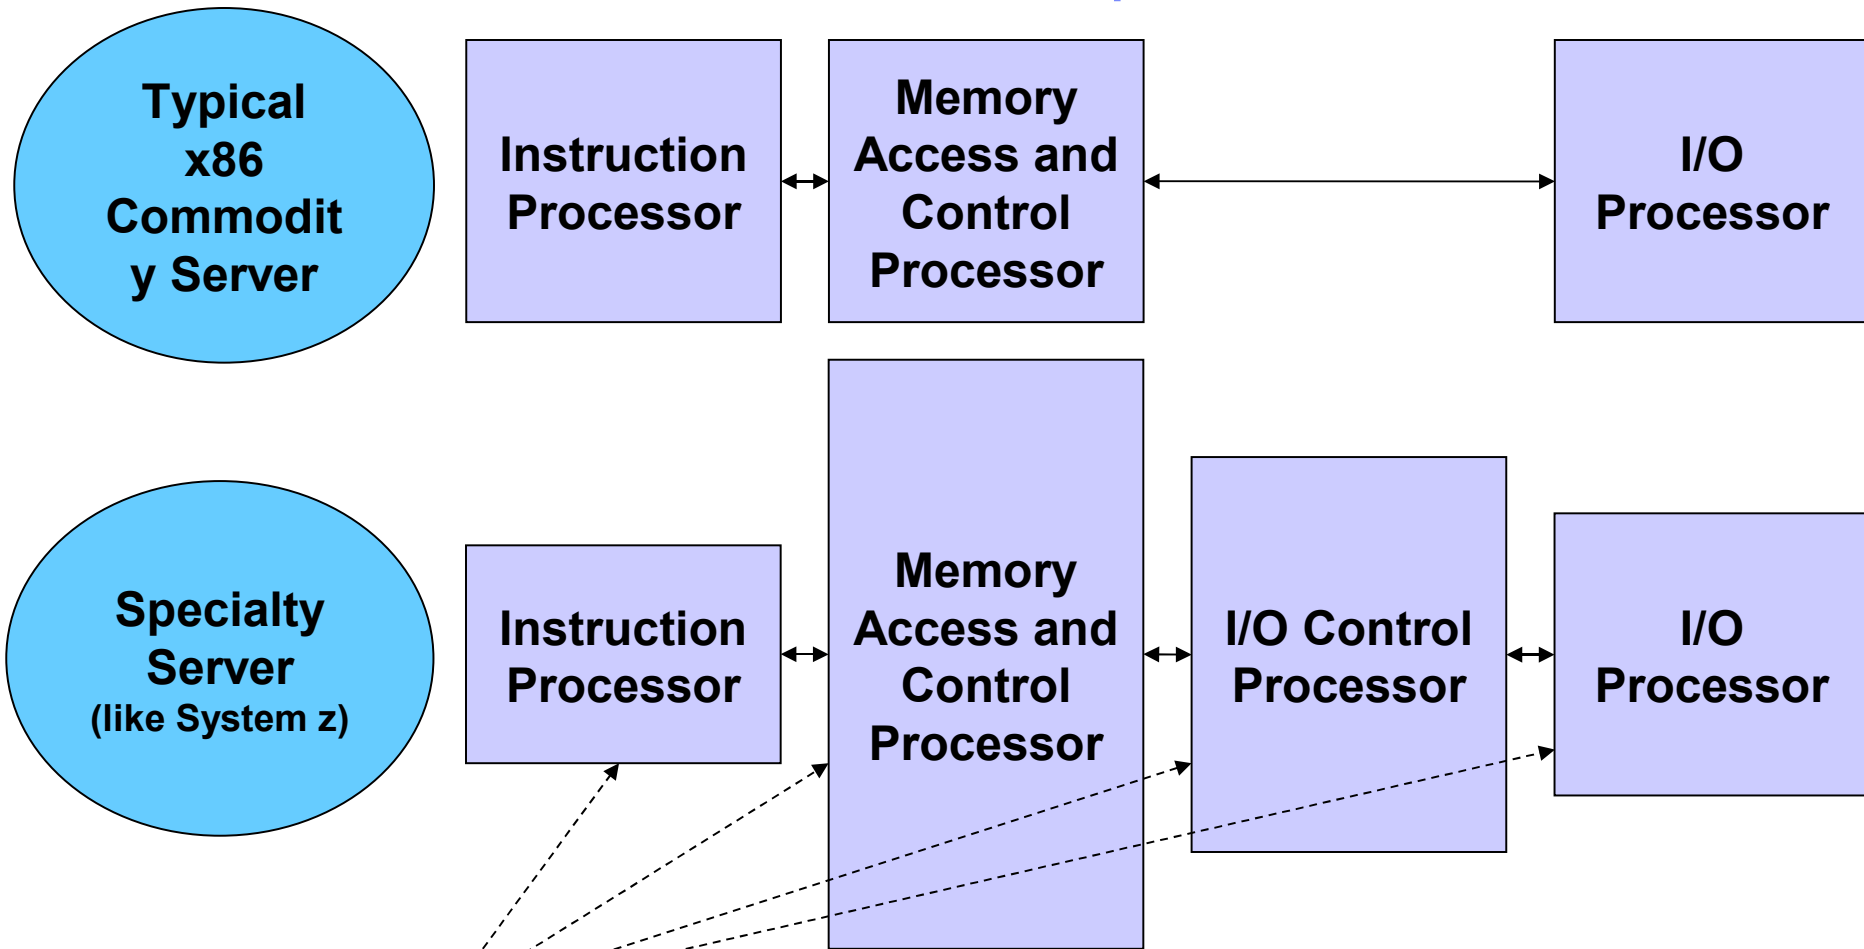 Typical
x86
Commodit
y Server
Instruction
Processor
Memory
Access and
Control
Processor
I/O
Processor
Specialty
Server
(like System z)
Instruction
Processor
Memory
Access and
Control
Processor
I/O Control
Processor
I/O
Processor